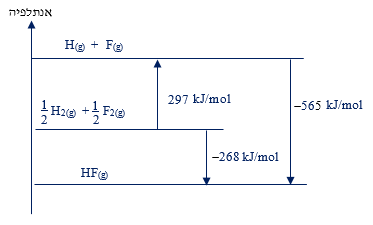 אנתלפיה
H(g) + F(g)
297 kJ/mol
–565 kJ/mol
1/2 H2(g) + 1/2 F2(g)
–268 kJ/mol
HF(g)